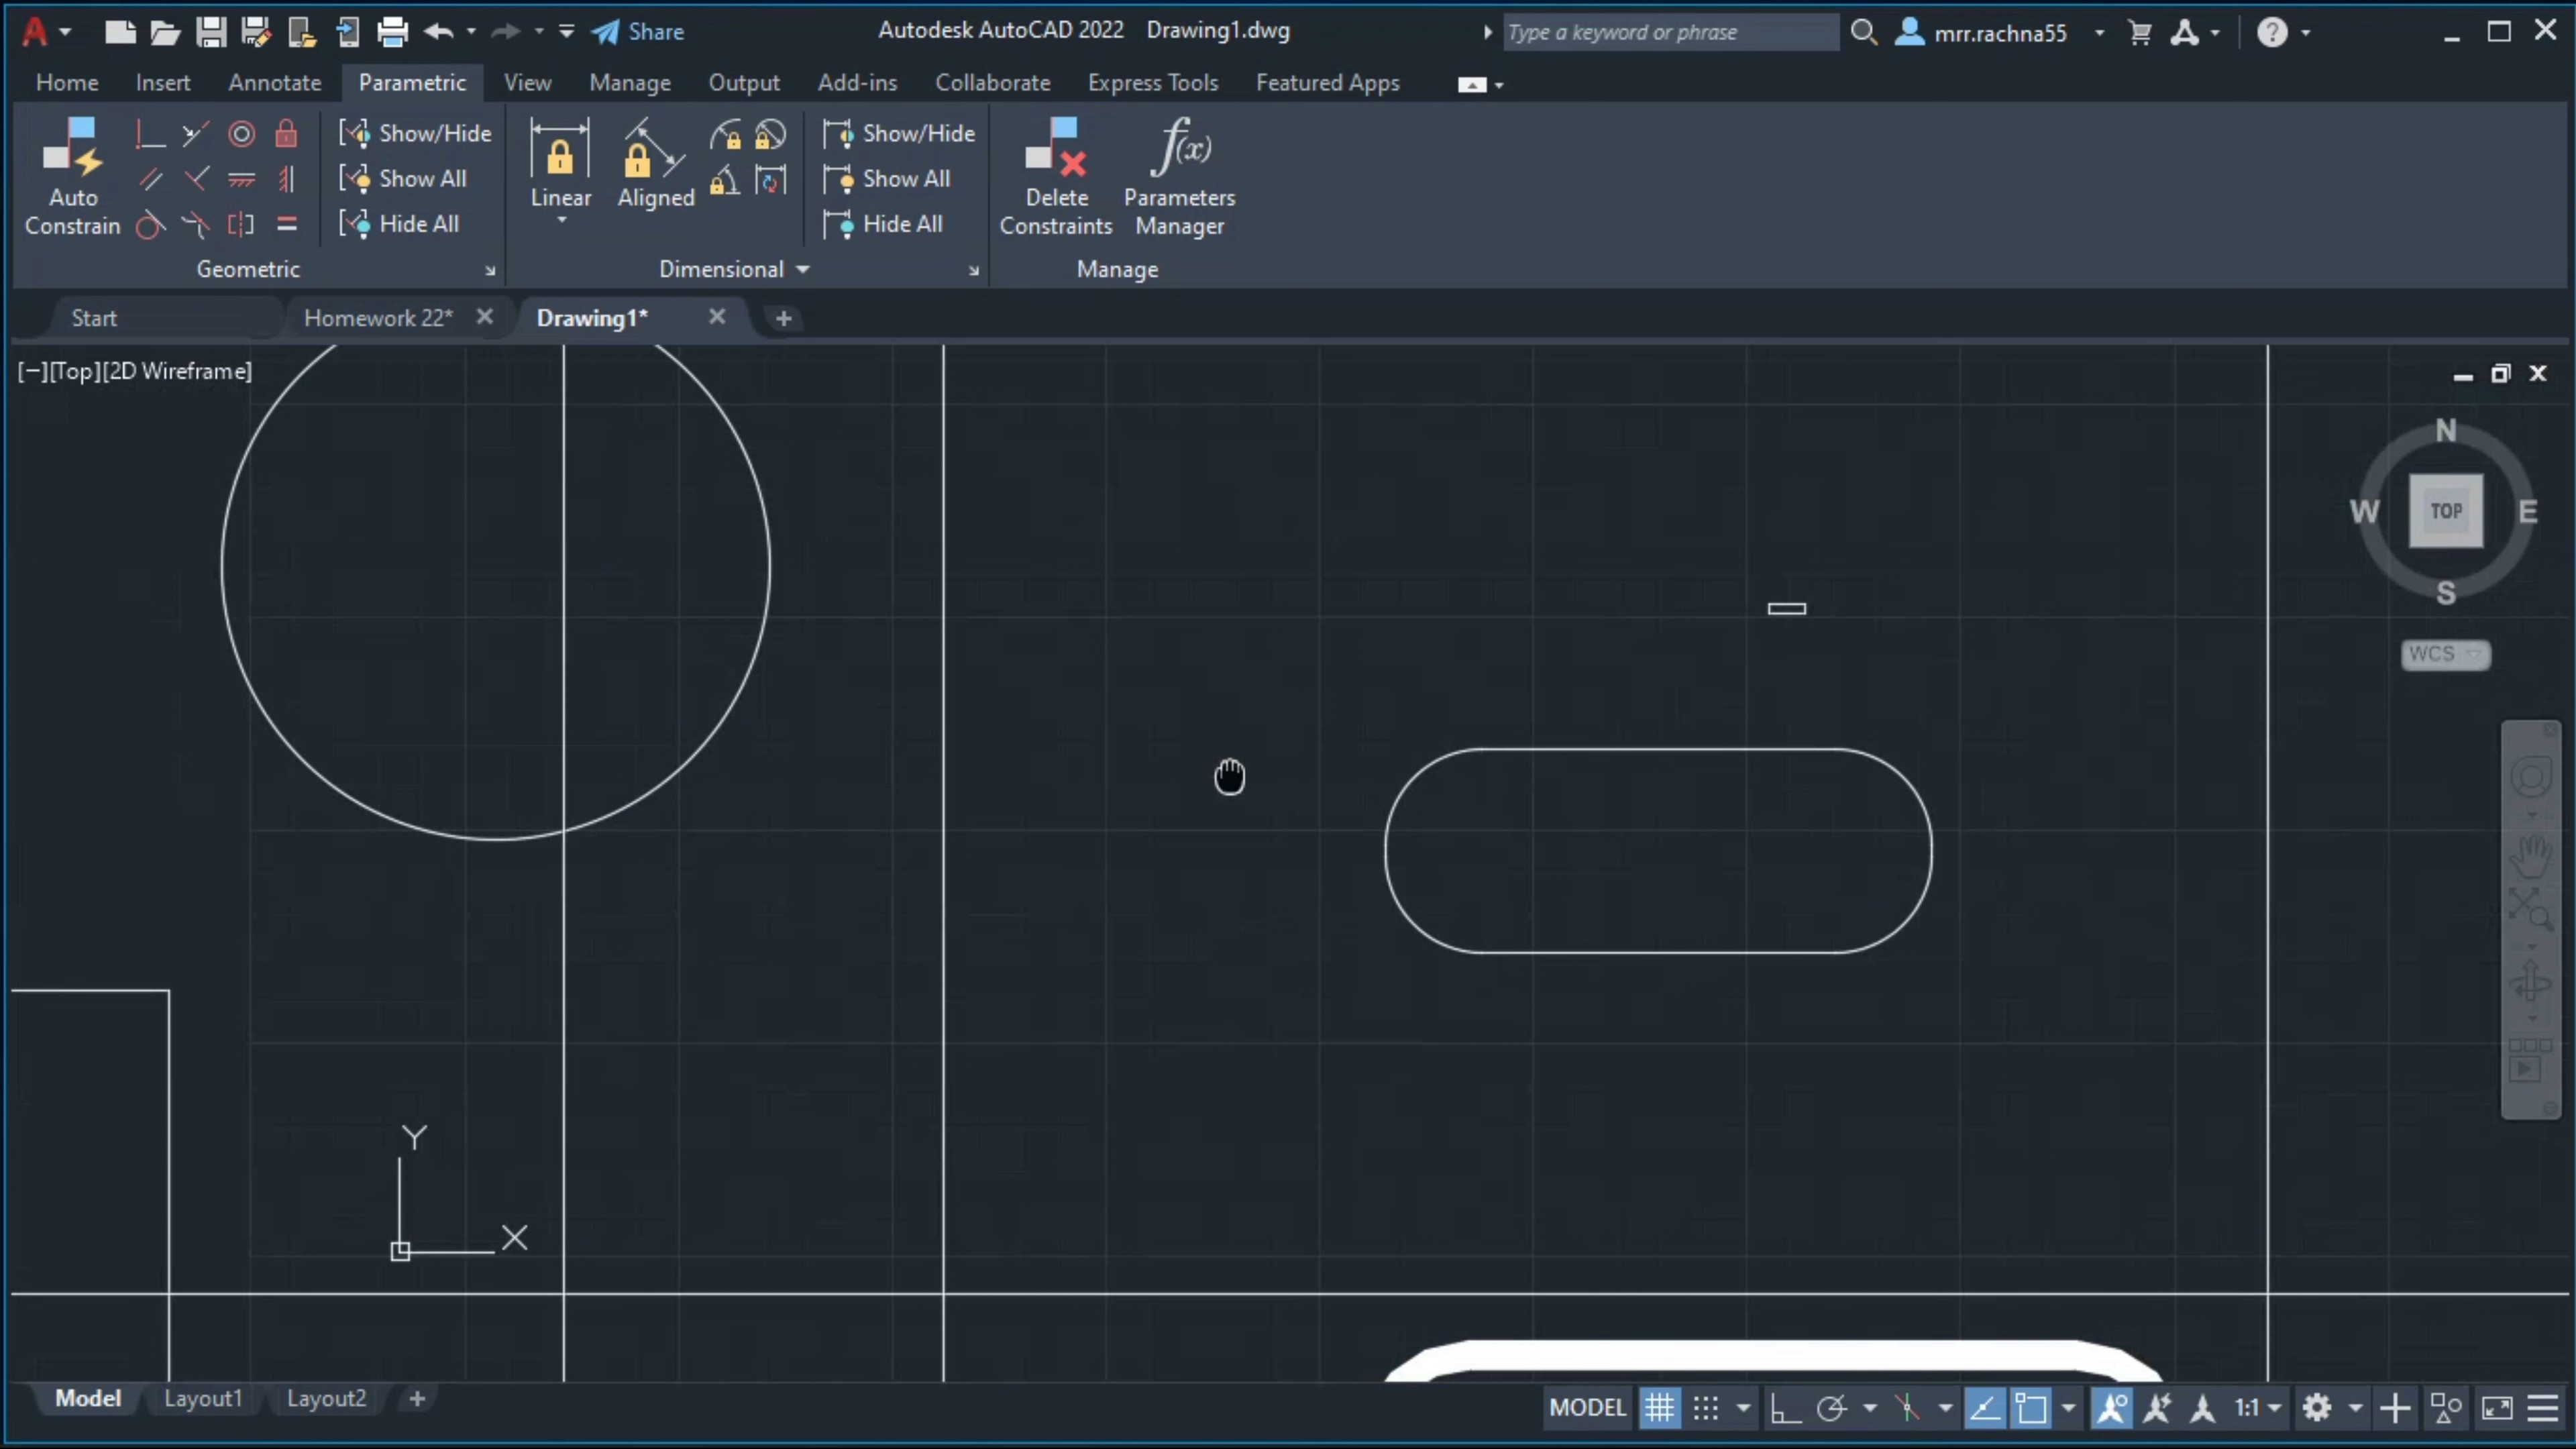 Share
Autodesk AutoCAD 2022 Drawing1.dwg
Type a keyword or phrase
mrr.rachna55
Home Insert Annotate Parametric View Manage Output Add-ins Collaborate Express Tools Featured Apps
Auto Constrain
Show/Hide
Show All
Hide All
Geometric
Linear
Aligned
Show/Hide
Show All
Hide All
Dimensional
Delete Constraints
f(x)
Parameters Manager
Manage
Start Homework 22* Drawing1*
[−][Top][2D Wireframe]
N
W TOP E
S
WCS
Y
X
Model Layout1 Layout2
MODEL 1:1